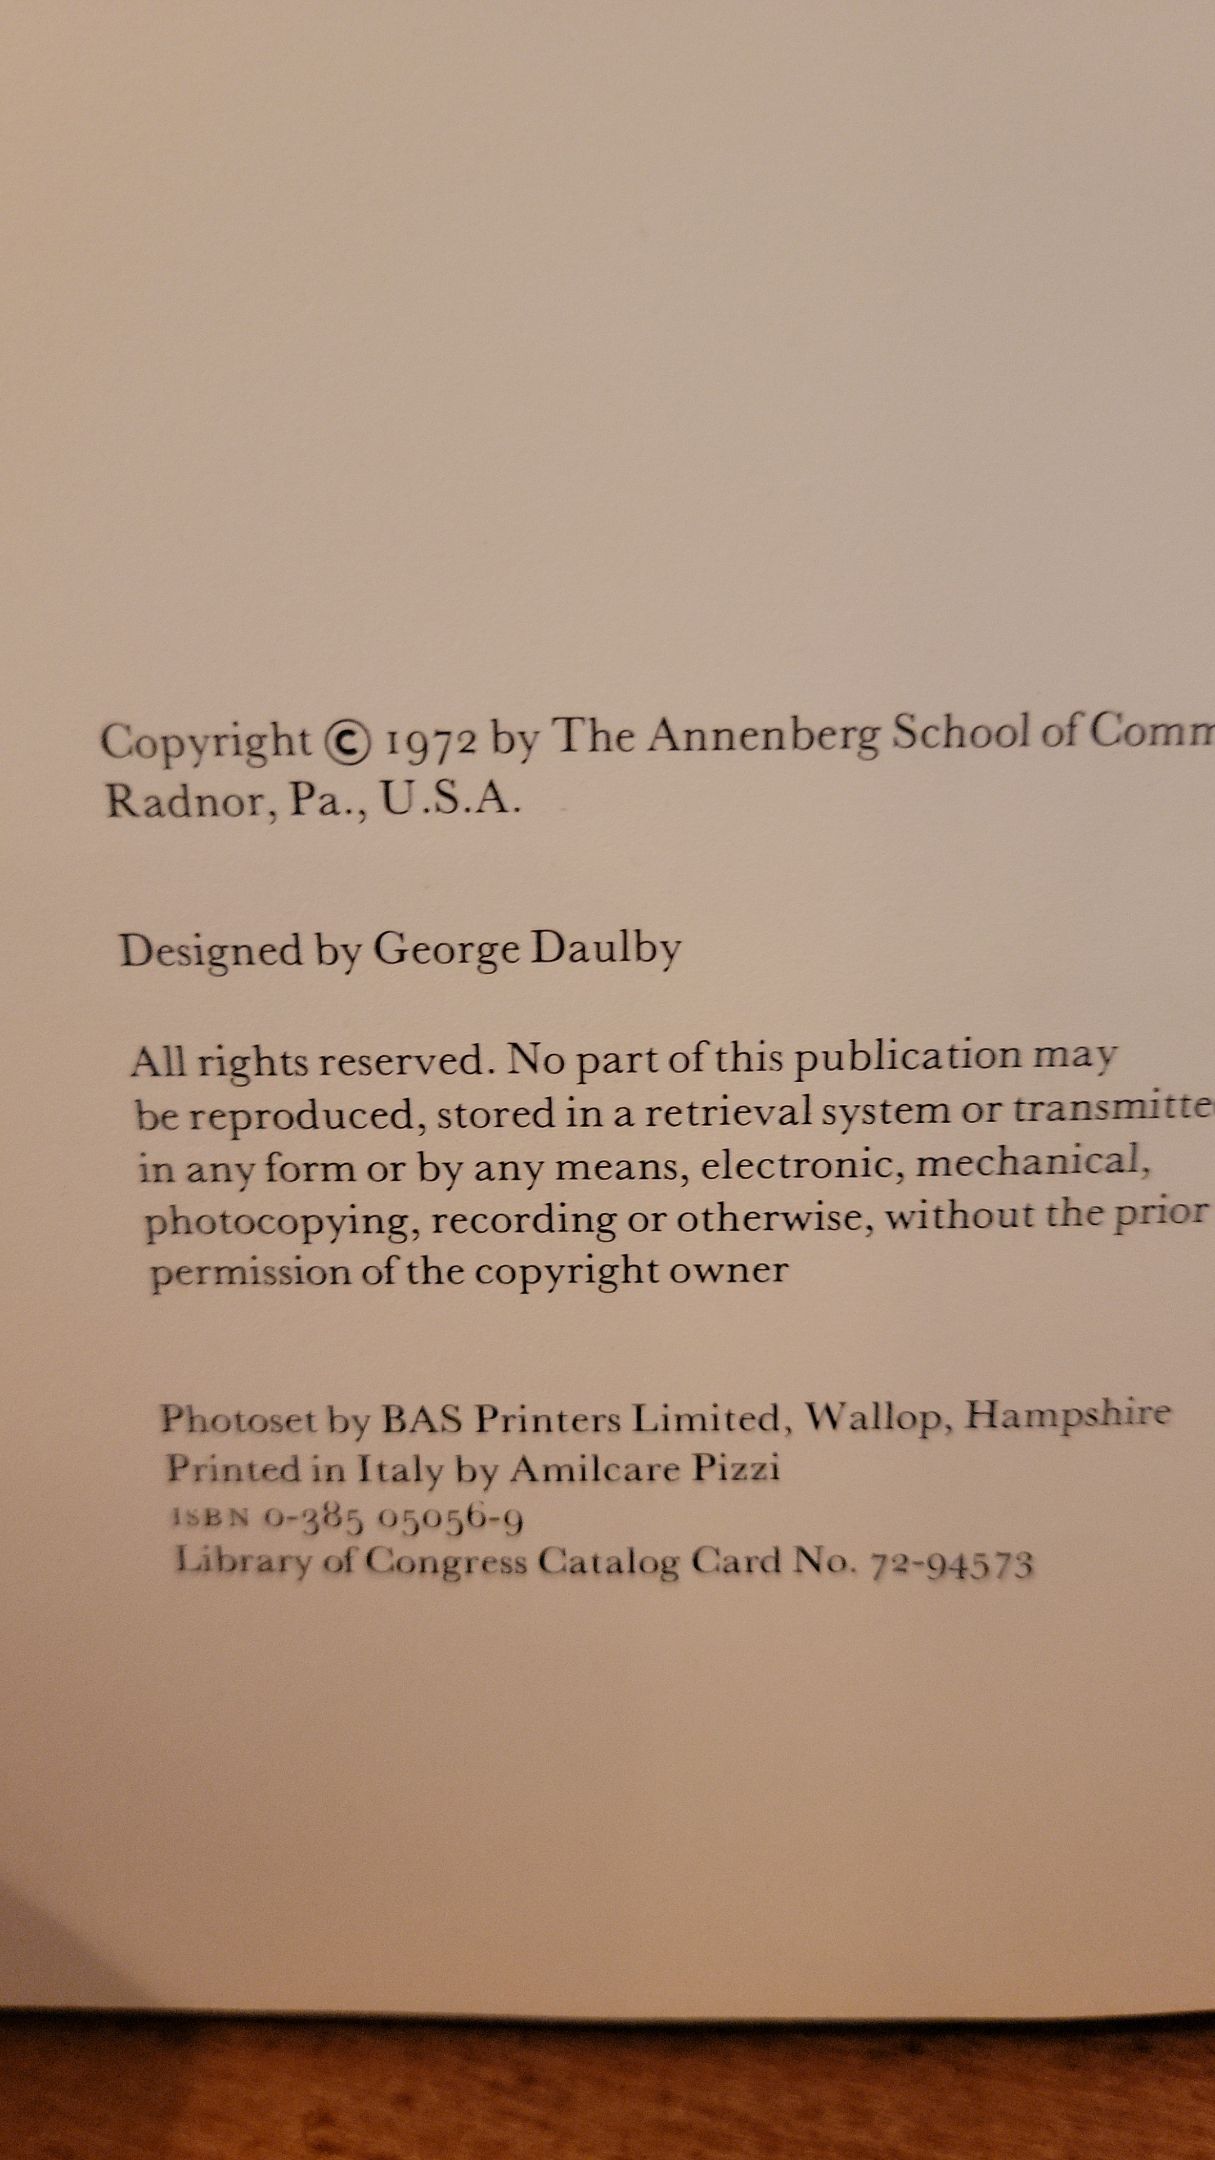 Copyright © 1972 by The Annenberg School of Comm
Radnor, Pa., U.S.A.
Designed by George Daulby
All rights reserved. No part of this publication may
be reproduced, stored in a retrieval system or transmitte
in any form or by any means, electronic, mechanical,
photocopying, recording or otherwise, without the prior
permission of the copyright owner
Photoset by BAS Printers Limited, Wallop, Hampshire
Printed in Italy by Amilcare Pizzi
ISBN 0-385 05056-9
Library of Congress Catalog Card No. 72-94573